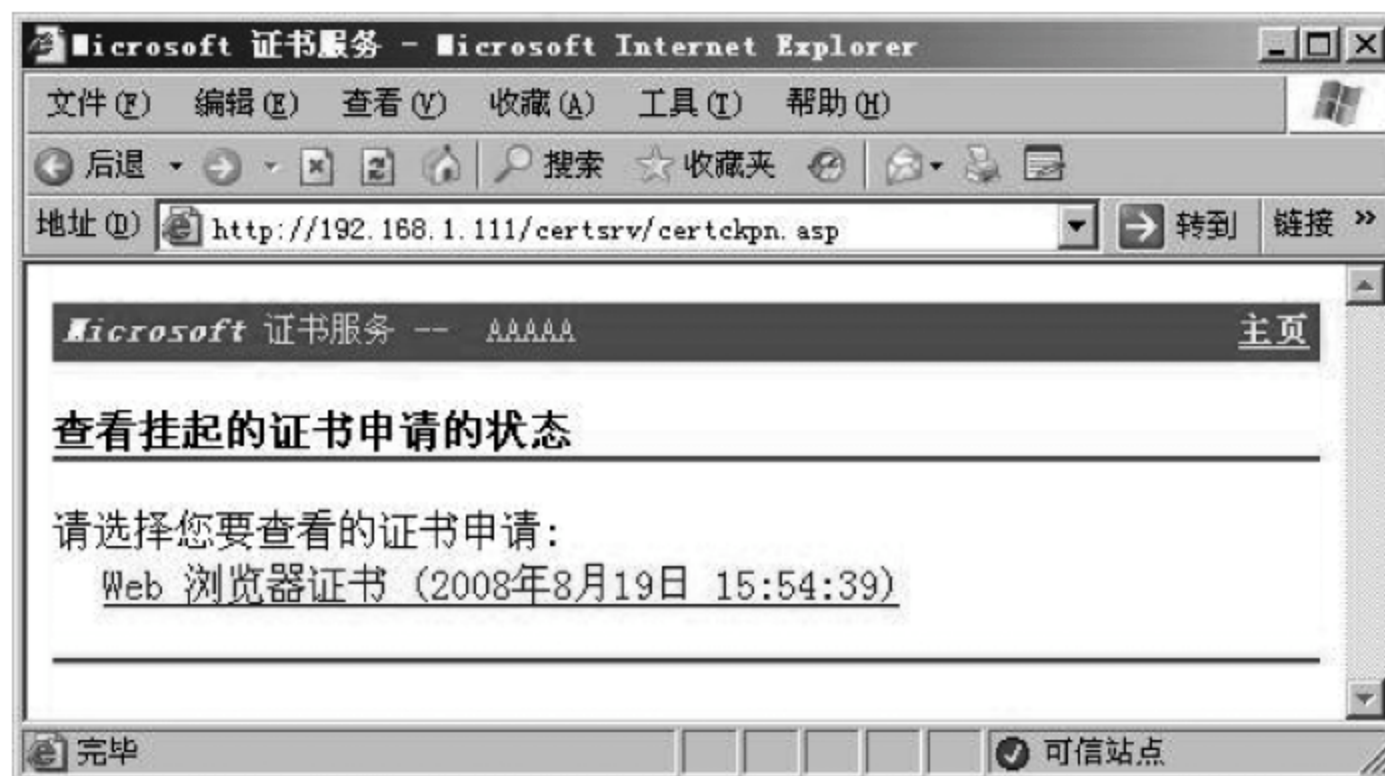 Microsoft 证书服务 - Microsoft Internet Explorer
文件(F) 编辑(E) 查看(V) 收藏(A) 工具(T) 帮助(H)
后退 搜索 收藏夹
地址(D) http://192.168.1.111/certsrv/certckpn.asp 转到 链接 »
Microsoft 证书服务 -- AAAAA 主页
查看挂起的证书申请的状态
请选择您要查看的证书申请:
Web 浏览器证书 (2008年8月19日 15:54:39)
完毕 可信站点